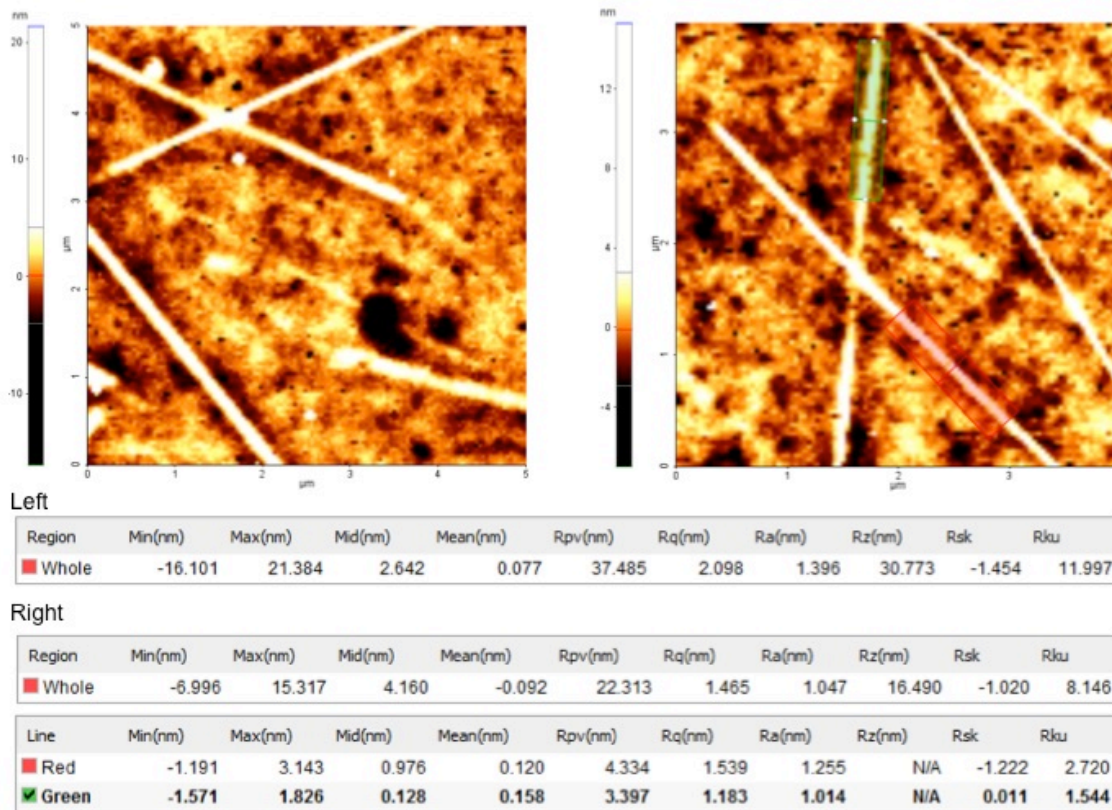 nm
nm
20
10
0
-10
5
4
3
2
1
0
µm
0
1
2
3
4
5
µm
12
8
4
0
-4
3
2
1
0
µm
0
2
3
µm
Left
Region Min(nm) Max(nm) Mid(nm) Mean(nm) Rpv(nm) Rq(nm) Ra(nm) Rz(nm) Rsk Rku
Whole -16.101 21.384 2.642 0.077 37.485 2.098 1.396 30.773 -1.454 11.997
Right
Region Min(nm) Max(nm) Mid(nm) Mean(nm) Rpv(nm) Rq(nm) Ra(nm) Rz(nm) Rsk Rku
Whole -6.996 15.317 4.160 -0.092 22.313 1.465 1.047 16.490 -1.020 8.146
Line Min(nm) Max(nm) Mid(nm) Mean(nm) Rpv(nm) Rq(nm) Ra(nm) Rz(nm) Rsk Rku
Red -1.191 3.143 0.976 0.120 4.334 1.539 1.255 N/A -1.222 2.720
Green -1.571 1.826 0.128 0.158 3.397 1.183 1.014 N/A 0.011 1.544